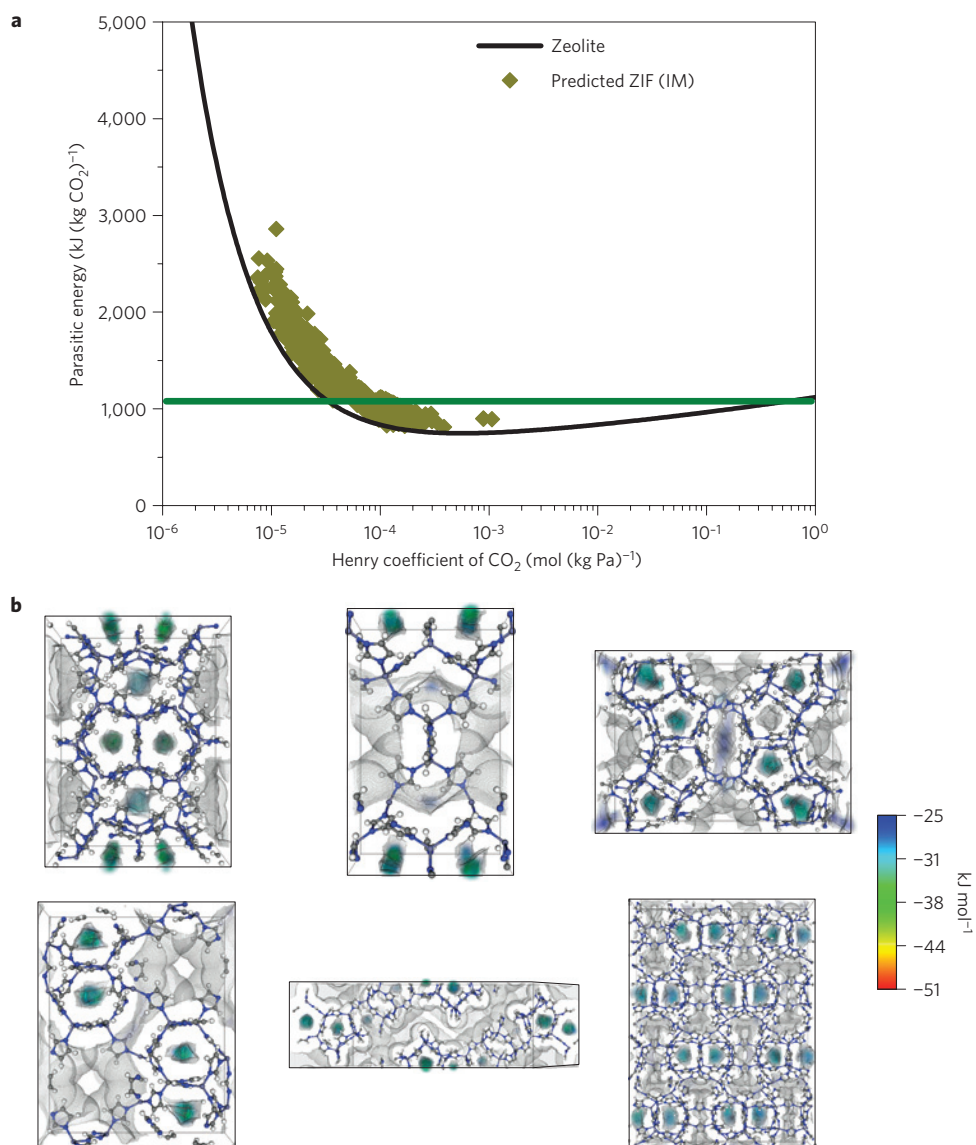 a
5,000
4,000
3,000
2,000
1,000
0
Parasitic energy (kJ (kg CO₂)⁻¹)
Zeolite
Predicted ZIF (IM)
10⁻⁶ 10⁻⁵ 10⁻⁴ 10⁻³ 10⁻² 10⁻¹ 10⁰
Henry coefficient of CO₂ (mol (kg Pa)⁻¹)
b
−25
−31
−38
−44
−51
kJ mol⁻¹